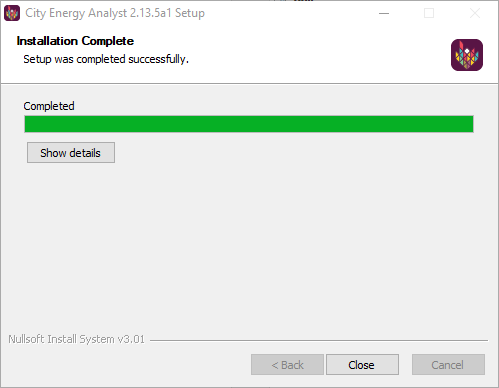 City Energy Analyst 2.13.5a1 Setup
Installation Complete
Setup was completed successfully.
Completed
Show details
Nullsoft Install System v3.01
< Back
Close
Cancel